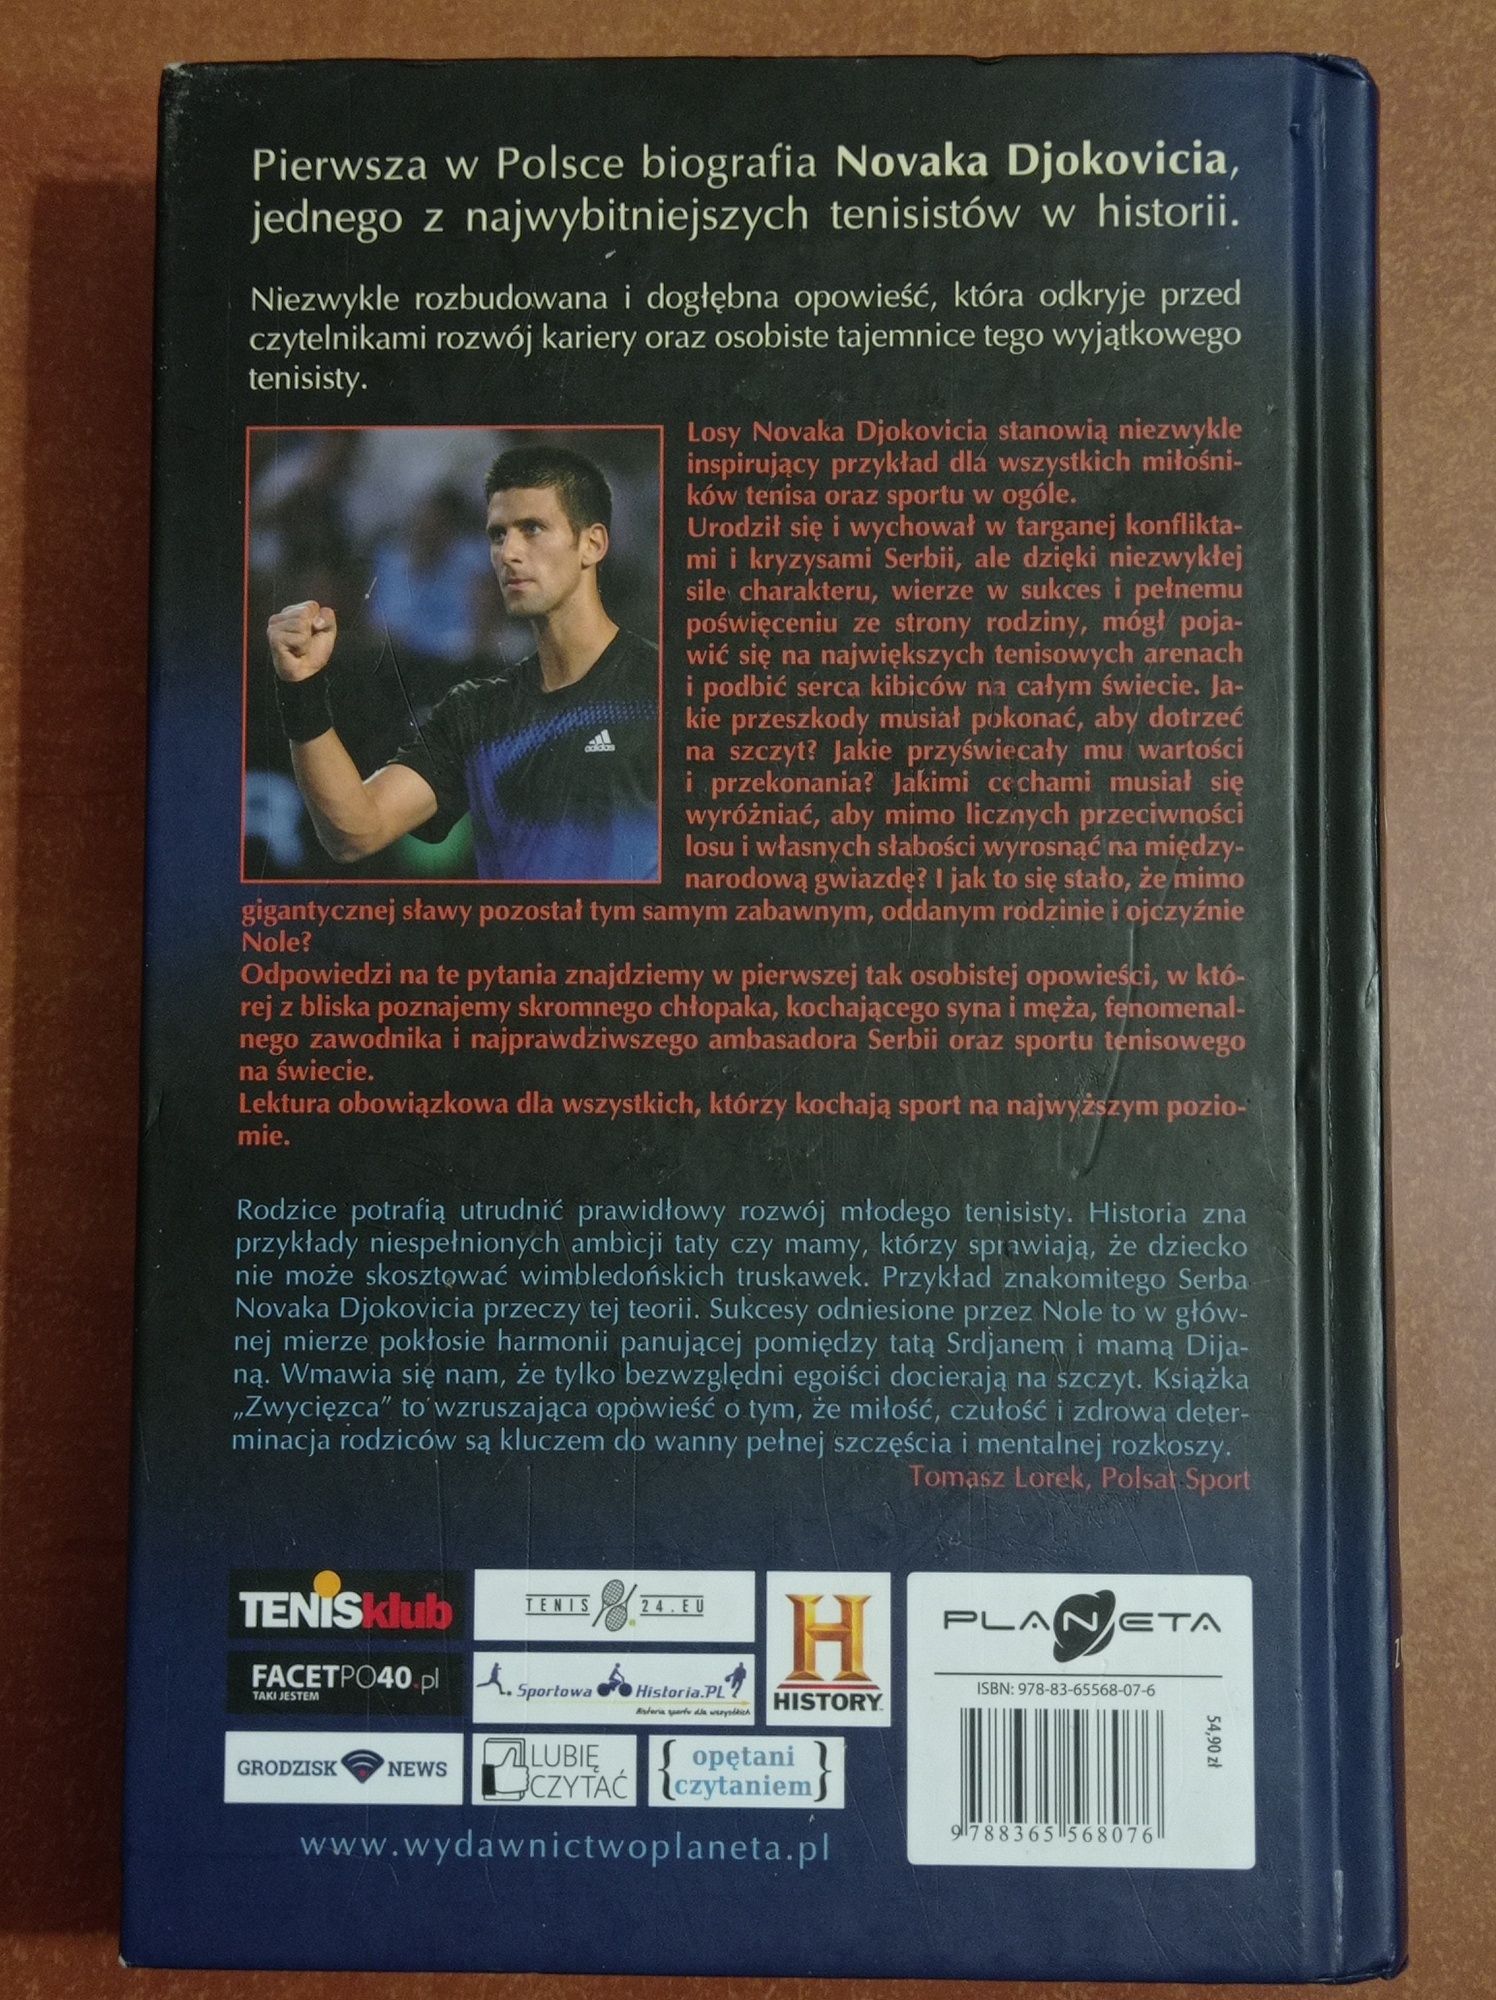 Pierwsza w Polsce biografia Novaka Djokovicia,
jednego z najwybitniejszych tenisistów w historii.
Niezwykle rozbudowana i dogłębna opowieść, która odkryje przed
czytelnikami rozwój kariery oraz osobiste tajemnice tego wyjątkowego
tenisisty.
adidas
Losy Novaka Djokovicia stanowią niezwykle
inspirujący przykład dla wszystkich miłośni-
ków tenisa oraz sportu w ogóle.
Urodził się i wychował w targanej konflikta-
mi i kryzysami Serbii, ale dzięki niezwykłej
sile charakteru, wierze w sukces i pełnemu
poświęceniu ze strony rodziny, mógł poja-
wić się na największych tenisowych arenach
i podbić serca kibiców na całym świecie. Ja-
kie przeszkody musiał pokonać, aby dotrzeć
na szczyt? Jakie przyświecały mu wartości
i przekonania? Jakimi cechami musiał się
wyróżniać, aby mimo licznych przeciwności
losu i własnych słabości wyrosnąć na między-
narodową gwiazdę? I jak to się stało, że mimo
gigantycznej sławy pozostał tym samym zabawnym, oddanym rodzinie i ojczyźnie
Nole?
Odpowiedzi na te pytania znajdziemy w pierwszej tak osobistej opowieści, w któ-
rej z bliska poznajemy skromnego chłopaka, kochającego syna i męża, fenomenal-
nego zawodnika i najprawdziwszego ambasadora Serbii oraz sportu tenisowego
na świecie.
Lektura obowiązkowa dla wszystkich, którzy kochają sport na najwyższym pozio-
mie.
Rodzice potrafią utrudnić prawidłowy rozwój młodego tenisisty. Historia zna
przykłady niespełnionych ambicji taty czy mamy, którzy sprawiają, że dziecko
nie może skosztować wimbledońskich truskawek. Przykład znakomitego Serba
Novaka Djokovicia przeczy tej teorii. Sukcesy odniesione przez Nole to w głów-
nej mierze pokłosie harmonii panującej pomiędzy tatą Srdjanem i mamą Dija-
ną. Wmawia się nam, że tylko bezwzględni egoiści docierają na szczyt. Książka
„Zwycięzca” to wzruszająca opowieść o tym, że miłość, czułość i zdrowa deter-
minacja rodziców są kluczem do wanny pełnej szczęścia i mentalnej rozkoszy.
Tomasz Lorek, Polsat Sport
TENISklub
TENIS 24.EU
FACETPO40.pl
TAKI JESTEM
Sportowa Historia.PL
Historia sportu dla wszystkich
HISTORY
GRODZISK NEWS
LUBIĘ
CZYTAĆ
{opętani
czytaniem}
PLANETA
ISBN: 978-83-65568-07-6
54,90 zł
9 788365 568076
www.wydawnictwoplaneta.pl